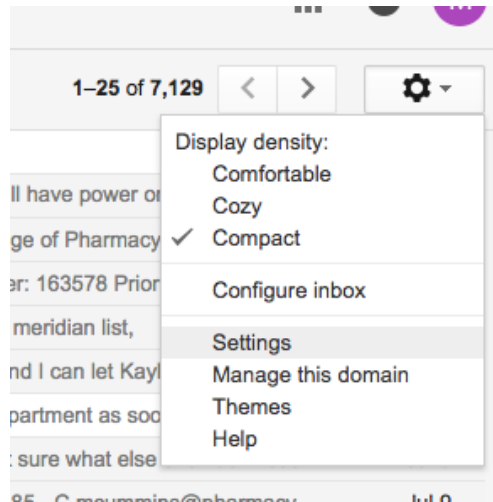 1–25 of 7,129
Display density:
Comfortable
Cozy
Compact
Configure inbox
Settings
Manage this domain
Themes
Help
ll have power
ge of Pharmacy
er: 163578 Prior
meridian list,
nd I can let Kayl
partment as soo
sure what else